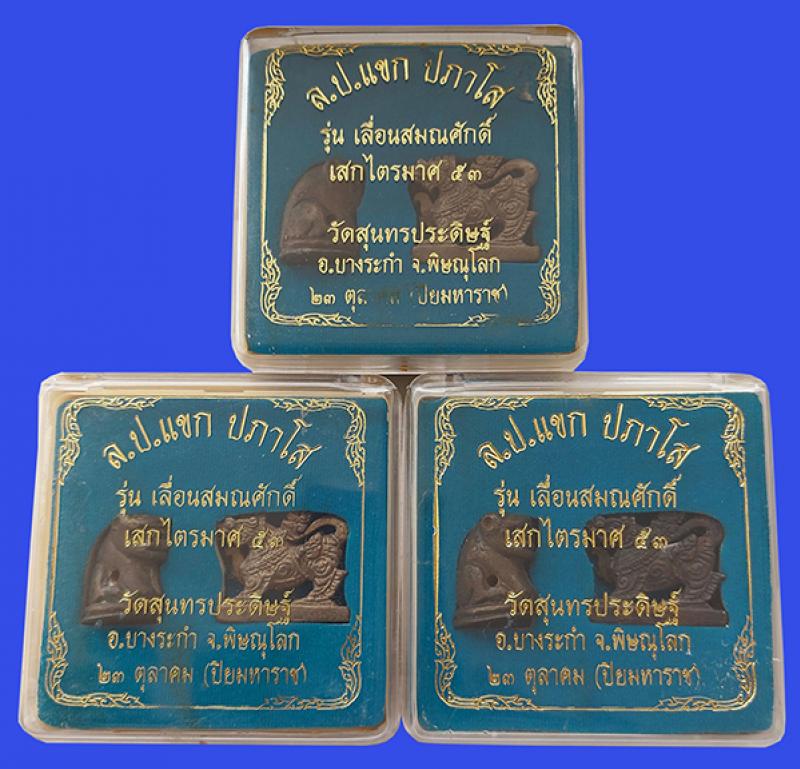 ล.ป.แขก ปภาโส
รุ่น เลื่อนสมณศักดิ์
เสกไตรมาศ ๕๓
วัดสุนทรประดิษฐ์
อ.บางระกำ จ.พิษณุโลก
๒๓ ตุลาคม (ปิยมหาราช)
ล.ป.แขก ปภาโส
รุ่น เลื่อนสมณศักดิ์
เสกไตรมาศ ๕๓
วัดสุนทรประดิษฐ์
อ.บางระกำ จ.พิษณุโลก
๒๓ ตุลาคม (ปิยมหาราช)
ล.ป.แขก ปภาโส
รุ่น เลื่อนสมณศักดิ์
เสกไตรมาศ ๕๓
วัดสุนทรประดิษฐ์
อ.บางระกำ จ.พิษณุโลก
๒๓ ตุลาคม (ปิยมหาราช)